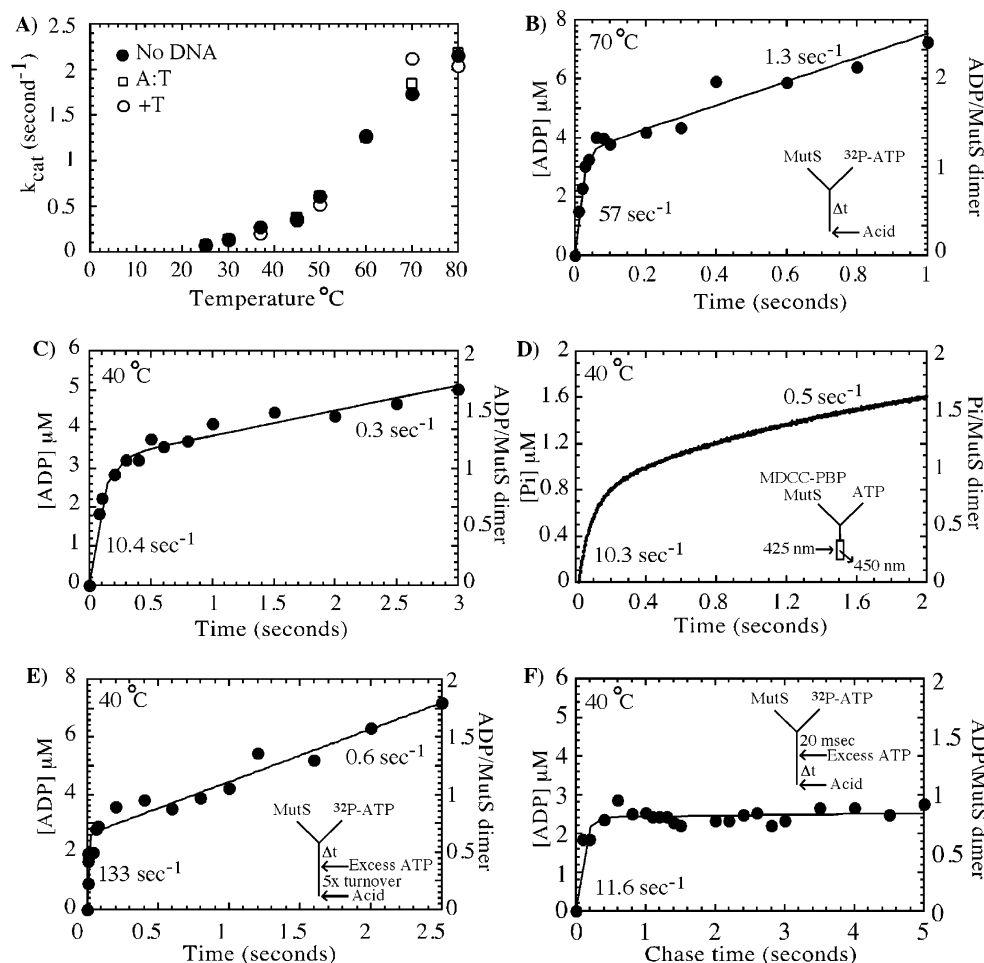 A)
k_cat (second⁻¹)
2.5
2
1.5
1
0.5
0
No DNA
A:T
+T
0 10 20 30 40 50 60 70 80
Temperature °C
B)
70 °C
[ADP] μM
8
6
4
2
0
1.3 sec⁻¹
57 sec⁻¹
MutS ³²P-ATP
Δt
Acid
ADP/MutS dimer
2
1
0
0 0.2 0.4 0.6 0.8 1
Time (seconds)
C)
40 °C
[ADP] μM
6
5
4
3
2
1
0
0.3 sec⁻¹
10.4 sec⁻¹
ADP/MutS dimer
2
1.5
1
0.5
0
0 0.5 1 1.5 2 2.5 3
Time (seconds)
D)
40 °C
[Pi] μM
2
1.6
1.2
0.8
0.4
0
0.5 sec⁻¹
10.3 sec⁻¹
MDCC-PBP
MutS ATP
425 nm
450 nm
Pi/MutS dimer
2
1.5
1
0.5
0
0 0.4 0.8 1.2 1.6 2
Time (seconds)
E)
40 °C
[ADP] μM
8
6
4
2
0
0.6 sec⁻¹
133 sec⁻¹
MutS ³²P-ATP
Δt
Excess ATP
5x turnover
Acid
ADP/MutS dimer
2
1.5
1
0.5
0
0 0.5 1 1.5 2 2.5
Time (seconds)
F)
40 °C
[ADP] μM
6
5
4
3
2
1
0
11.6 sec⁻¹
MutS ³²P-ATP
20 msec
Excess ATP
Δt
Acid
ADP\MutS dimer
2
1.5
1
0.5
0
0 1 2 3 4 5
Chase time (seconds)